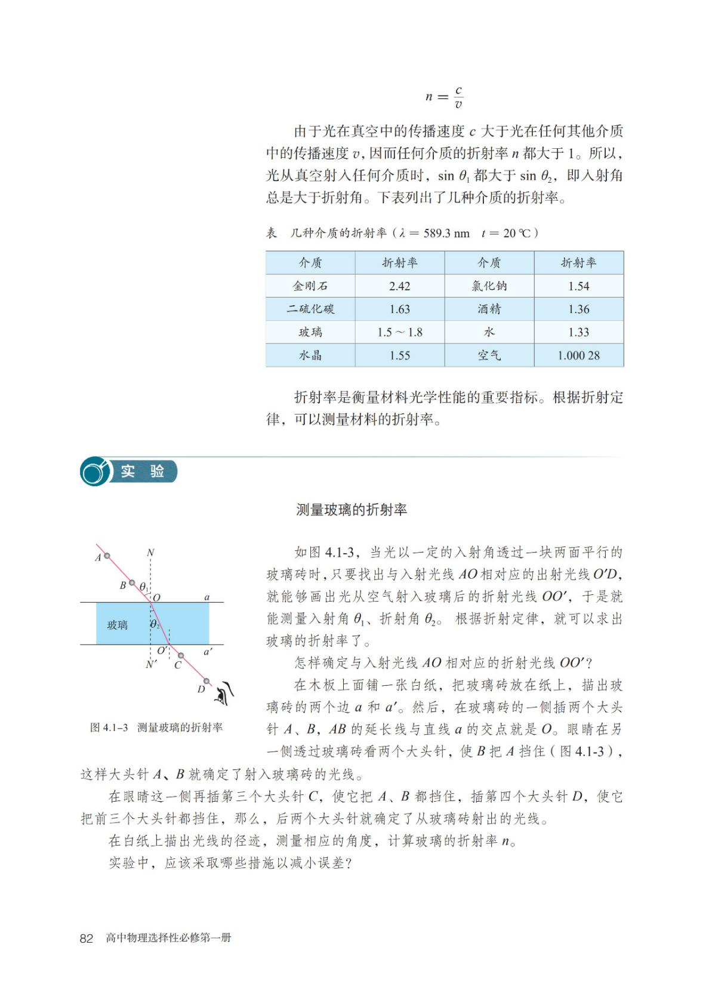 n = c/v
由于光在真空中的传播速度 c 大于光在任何其他介质
中的传播速度 v，因而任何介质的折射率 n 都大于 1。所以，
光从真空射入任何介质时，sin θ₁ 都大于 sin θ₂，即入射角
总是大于折射角。下表列出了几种介质的折射率。
表 几种介质的折射率（λ = 589.3 nm t = 20 ℃）
介质 折射率 介质 折射率
金刚石 2.42 氯化钠 1.54
二硫化碳 1.63 酒精 1.36
玻璃 1.5～1.8 水 1.33
水晶 1.55 空气 1.000 28
折射率是衡量材料光学性能的重要指标。根据折射定
律，可以测量材料的折射率。
实 验
测量玻璃的折射率
A
N
B
θ₁
O
a
玻璃
θ₂
O′
a′
N′
C
D
图 4.1-3 测量玻璃的折射率
如图 4.1-3，当光以一定的入射角透过一块两面平行的
玻璃砖时，只要找出与入射光线 AO 相对应的出射光线 O′D，
就能够画出光从空气射入玻璃后的折射光线 OO′，于是就
能测量入射角 θ₁、折射角 θ₂。根据折射定律，就可以求出
玻璃的折射率了。
怎样确定与入射光线 AO 相对应的折射光线 OO′？
在木板上面铺一张白纸，把玻璃砖放在纸上，描出玻
璃砖的两个边 a 和 a′。然后，在玻璃砖的一侧插两个大头
针 A、B，AB 的延长线与直线 a 的交点就是 O。眼睛在另
一侧透过玻璃砖看两个大头针，使 B 把 A 挡住（图 4.1-3），
这样大头针 A、B 就确定了射入玻璃砖的光线。
在眼睛这一侧再插第三个大头针 C，使它把 A、B 都挡住，插第四个大头针 D，使它
把前三个大头针都挡住，那么，后两个大头针就确定了从玻璃砖射出的光线。
在白纸上描出光线的径迹，测量相应的角度，计算玻璃的折射率 n。
实验中，应该采取哪些措施以减小误差？
82 高中物理选择性必修第一册